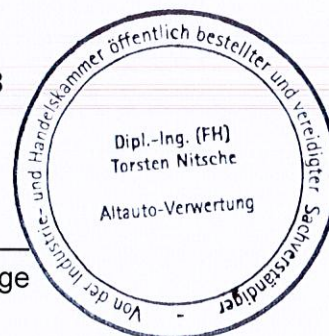 Von der Industrie- und Handelskammer öffentlich bestellter und vereidigter Sachverständiger -
Dipl.-Ing. (FH)
Torsten Nitsche
Altauto-Verwertung
ge